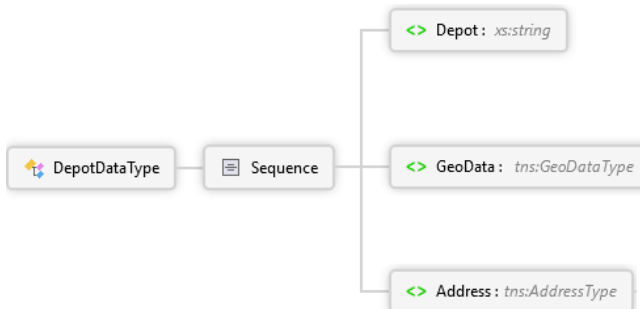 Depot : xs:string
DepotDataType
Sequence
GeoData : tns:GeoDataType
Address : tns:AddressType